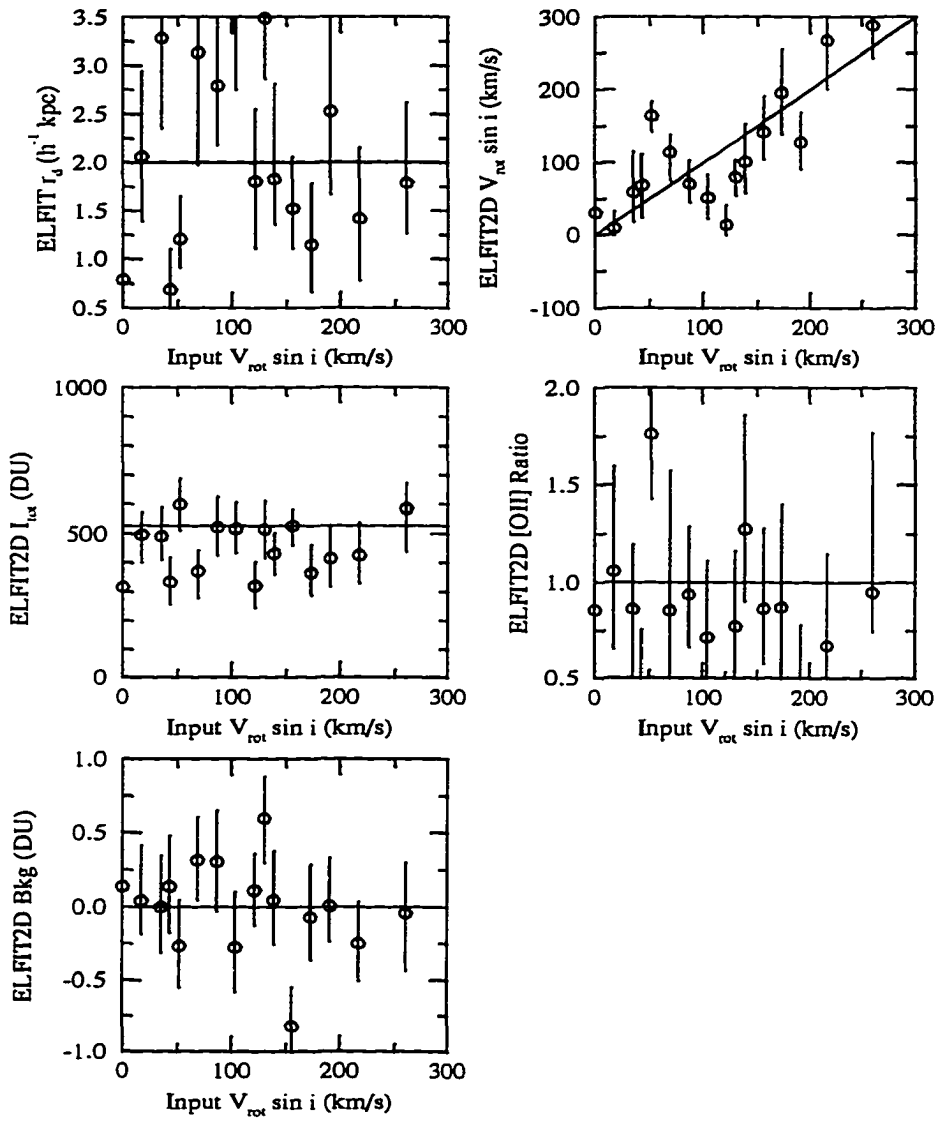 3.5
3.0
2.5
2.0
1.5
1.0
0.5
ELFIT r_d (h^-1 kpc)
0 100 200 300
Input V_rot sin i (km/s)
300
200
100
0
-100
ELFIT2D V_rot sin i (km/s)
0 100 200 300
Input V_rot sin i (km/s)
1000
500
0
ELFIT2D I_tot (DU)
0 100 200 300
Input V_rot sin i (km/s)
2.0
1.5
1.0
0.5
ELFIT2D [OII] Ratio
0 100 200 300
Input V_rot sin i (km/s)
1.0
0.5
0.0
-0.5
-1.0
ELFIT2D Bkg (DU)
0 100 200 300
Input V_rot sin i (km/s)